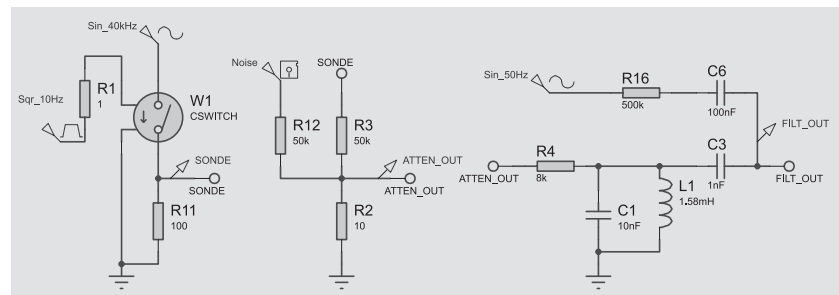 Sin_40kHz
Sqr_10Hz
R1
1
W1
CSWITCH
SONDE
SONDE
R11
100
Noise
SONDE
R12
50k
R3
50k
ATTEN_OUT
ATTEN_OUT
R2
10
Sin_50Hz
R16
500k
C6
100nF
FILT_OUT
ATTEN_OUT
R4
8k
C3
1nF
FILT_OUT
C1
10nF
L1
1.58mH